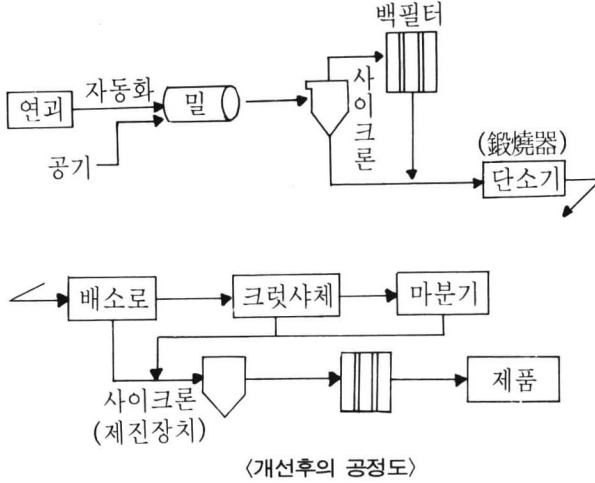 백필터
자동화
연괴
밀
사이크론
공기
(鍛燒器)
단소기
배소로
크럿샤체
마분기
사이크론
(제진장치)
제품
〈개선후의 공정도〉